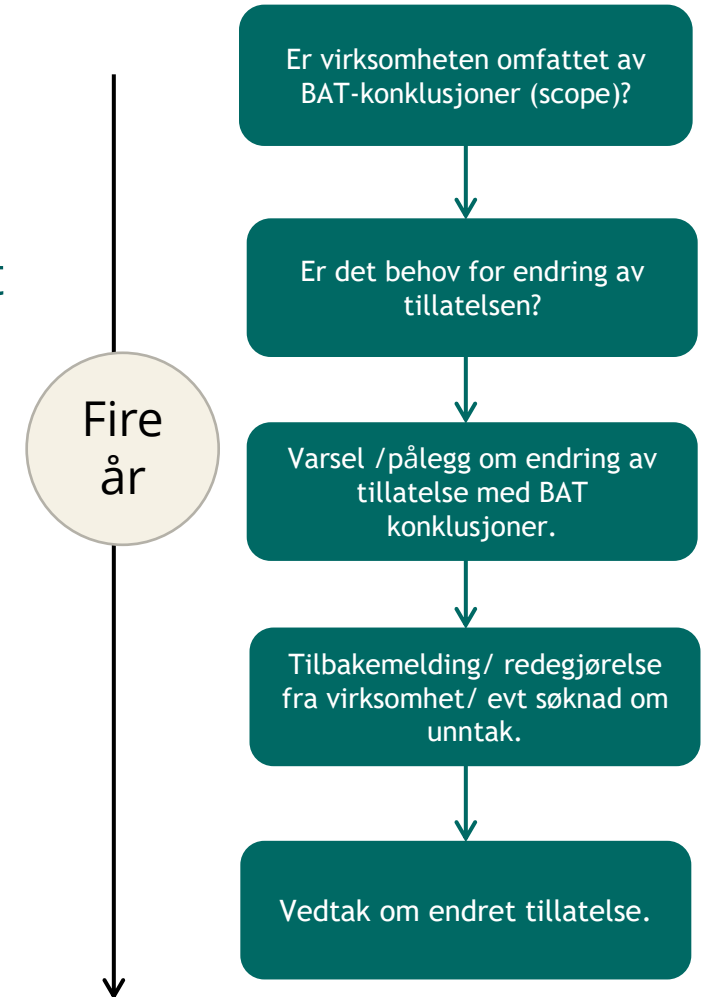 Er virksomheten omfattet av
BAT-konklusjoner (scope)?
Er det behov for endring av
tillatelsen?
Fire
år
Varsel /pålegg om endring av
tillatelse med BAT
konklusjoner.
Tilbakemelding/ redegjørelse
fra virksomhet/ evt søknad om
unntak.
Vedtak om endret tillatelse.